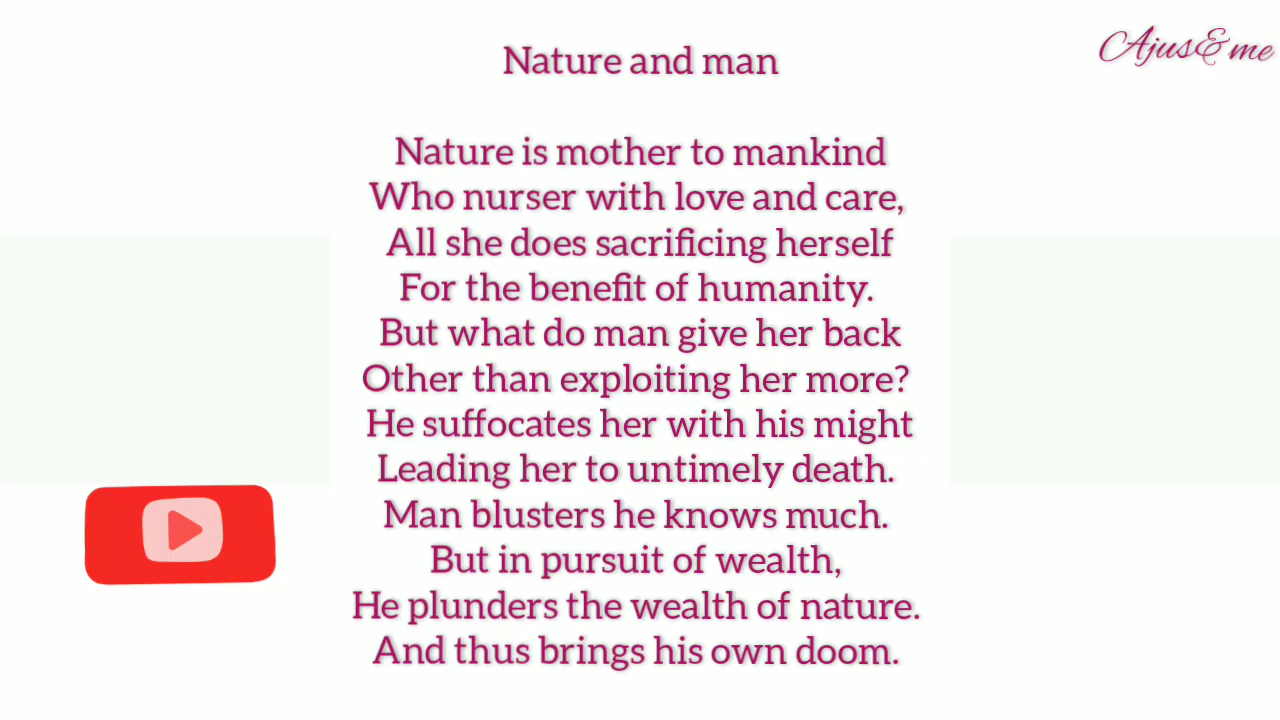 Ajus& me
Nature and man
Nature is mother to mankind
Who nurser with love and care,
All she does sacrificing herself
For the benefit of humanity.
But what do man give her back
Other than exploiting her more?
He suffocates her with his might
Leading her to untimely death.
Man blusters he knows much.
But in pursuit of wealth,
He plunders the wealth of nature.
And thus brings his own doom.